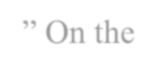 ” On the